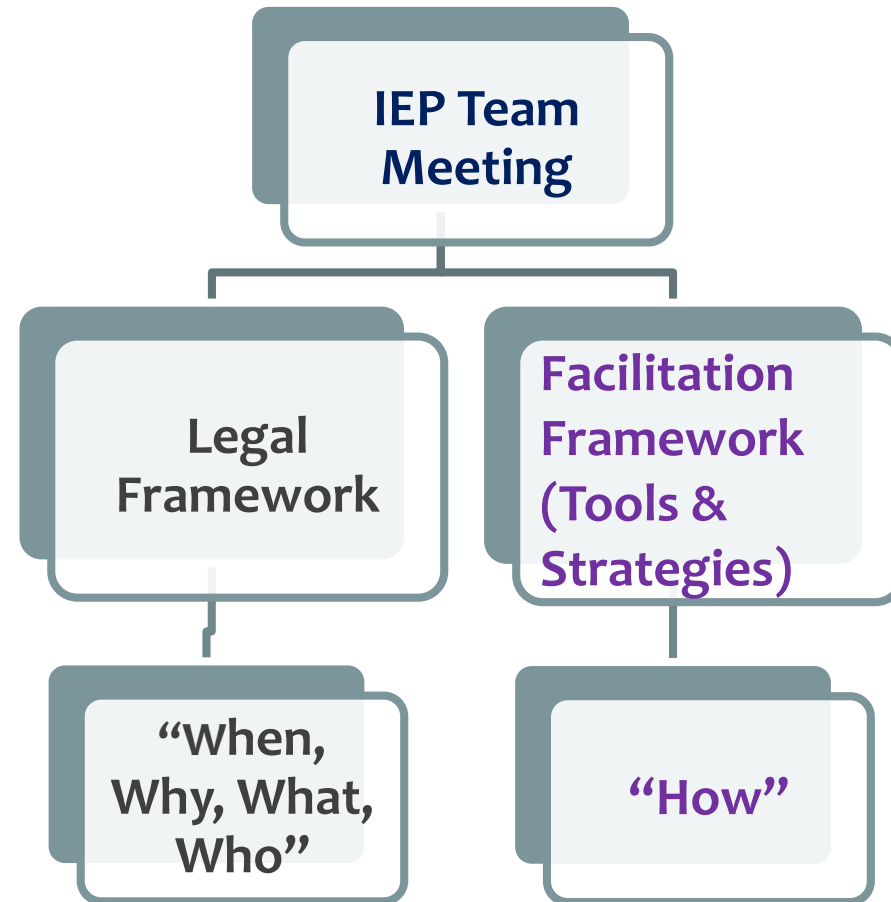 IEP Team
Meeting
Legal
Framework
Facilitation
Framework
(Tools &
Strategies)
“When,
Why, What,
Who”
“How”